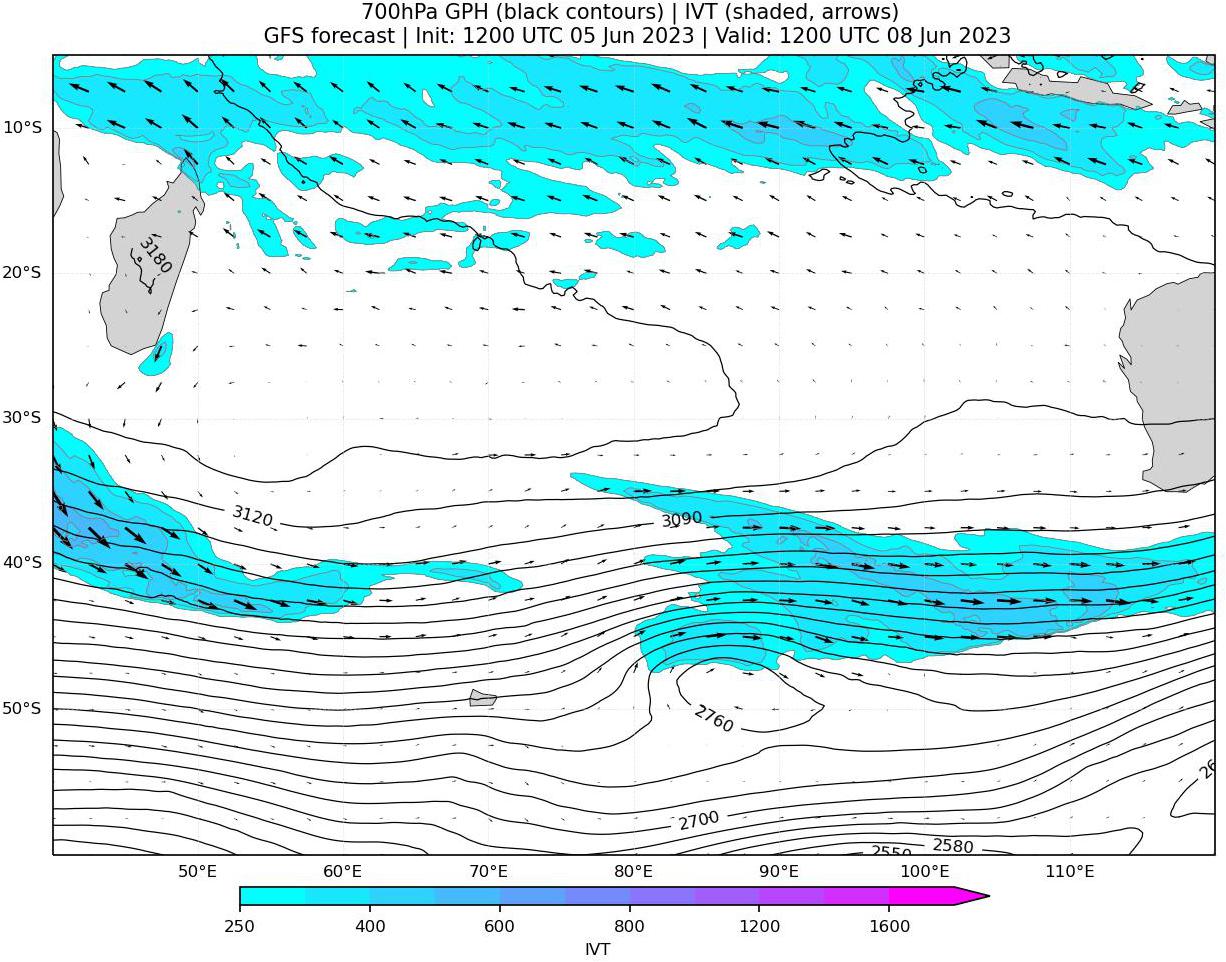 700hPa GPH (black contours) | IVT (shaded, arrows)
GFS forecast | Init: 1200 UTC 05 Jun 2023 | Valid: 1200 UTC 08 Jun 2023
10°S
3180
20°S
30°S
3120
3090
40°S
50°S
2760
26
2700
2580
2550
50°E 60°E 70°E 80°E 90°E 100°E 110°E
250 400 600 800 1200 1600
IVT